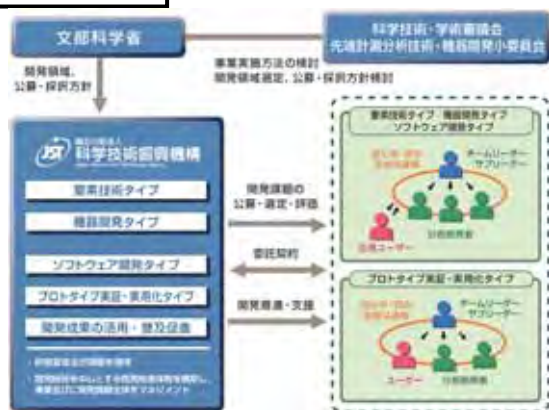 文部科学省
科学技術・学術審議会
先端計測分析技術・機器開発小委員会
開発領域、
公募・採択方針
事業実施方法の検討
開発領域選定、公募・採択方針検討
JST
科学技術振興機構
要素技術タイプ
機器開発タイプ
ソフトウェア開発タイプ
プロトタイプ実証・実用化タイプ
開発成果の活用・普及促進
開発課題の
公募・選定・評価
委託契約
開発推進・支援
要素技術タイプ・機器開発タイプ
ソフトウェア開発タイプ
チームリーダー
サブリーダー
分担開発者
ユーザー
プロトタイプ実証・実用化タイプ
チームリーダー
サブリーダー
ユーザー
分担開発者